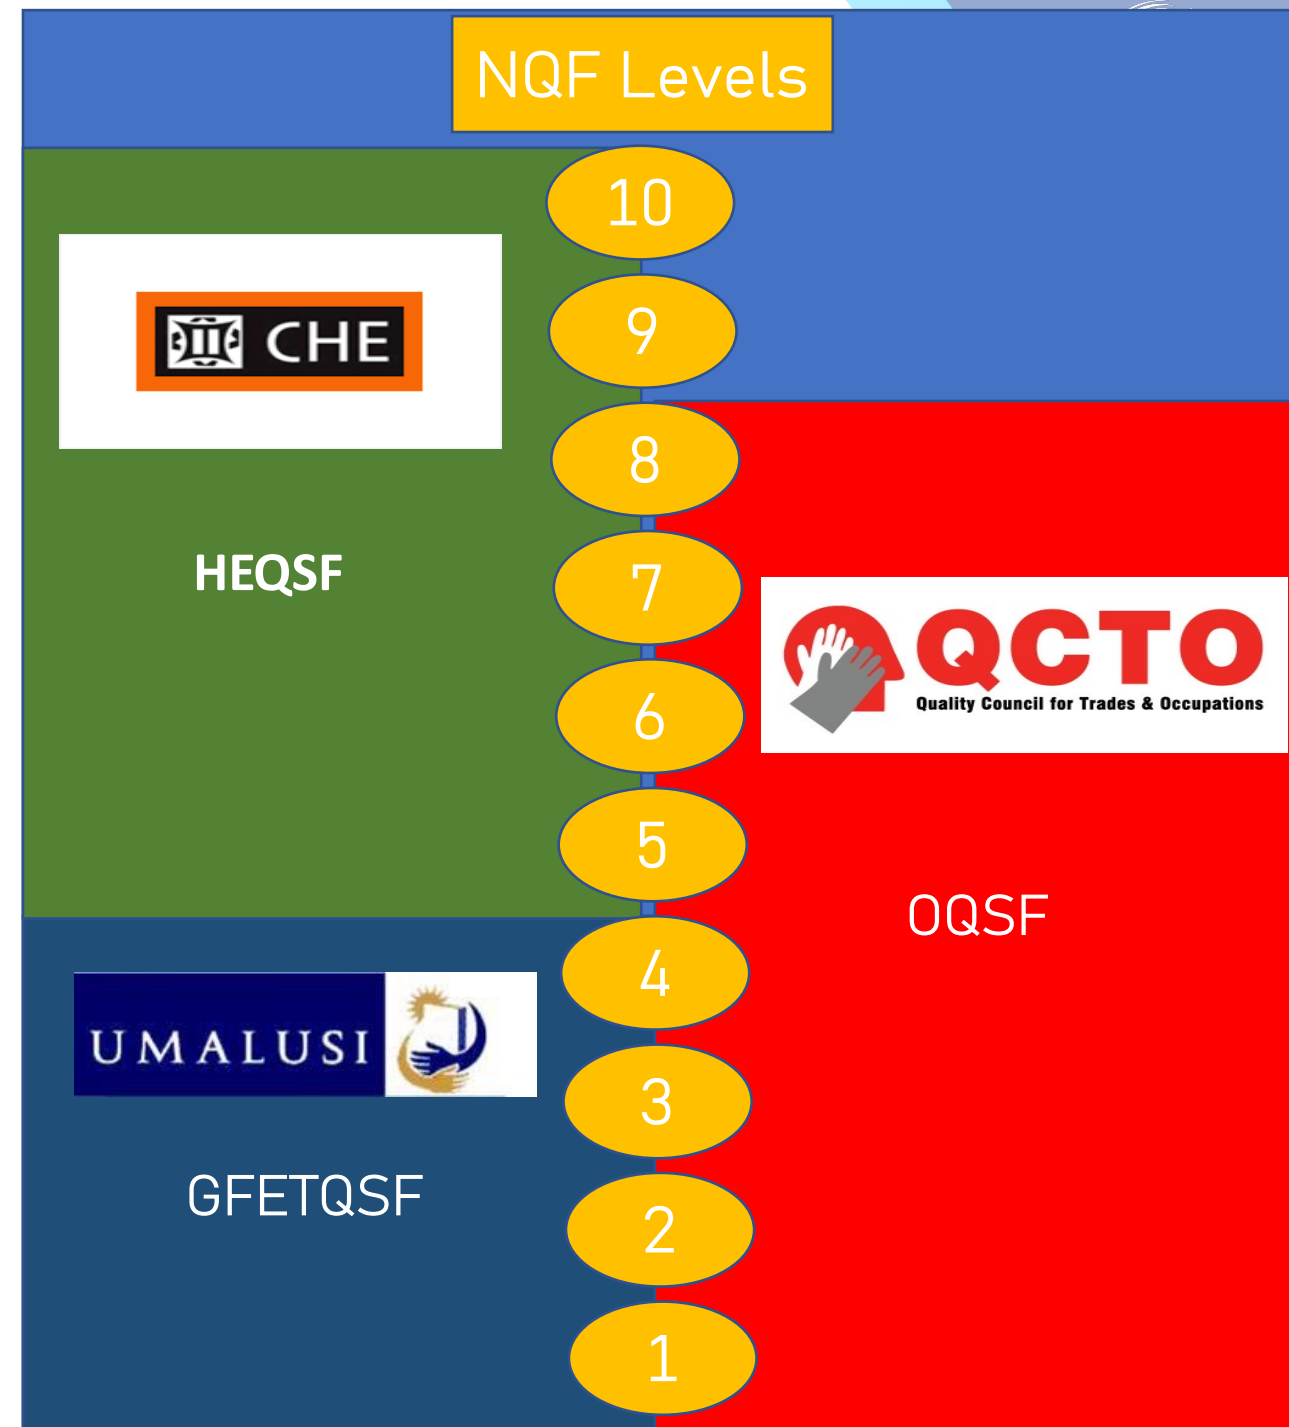 NQF Levels
10
CHE
9
8
HEQSF
7
QCTO
Quality Council for Trades & Occupations
6
5
OQSF
4
UMALUSI
3
GFETQSF
2
1